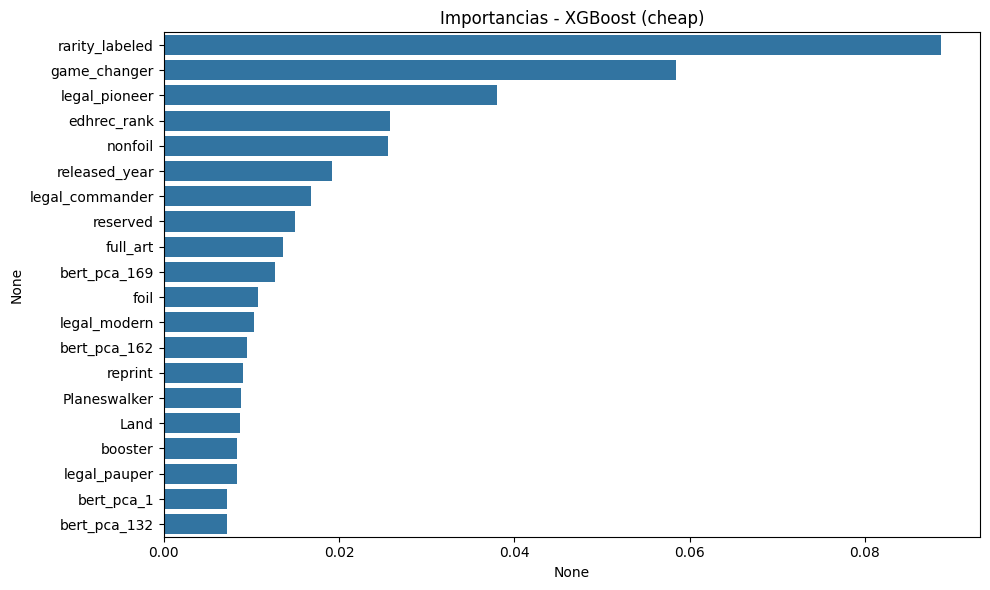 Importancias - XGBoost (cheap)
rarity_labeled
game_changer
legal_pioneer
edhrec_rank
nonfoil
released_year
legal_commander
reserved
full_art
bert_pca_169
foil
legal_modern
bert_pca_162
reprint
Planeswalker
Land
booster
legal_pauper
bert_pca_1
bert_pca_132
None
0.00 0.02 0.04 0.06 0.08
None